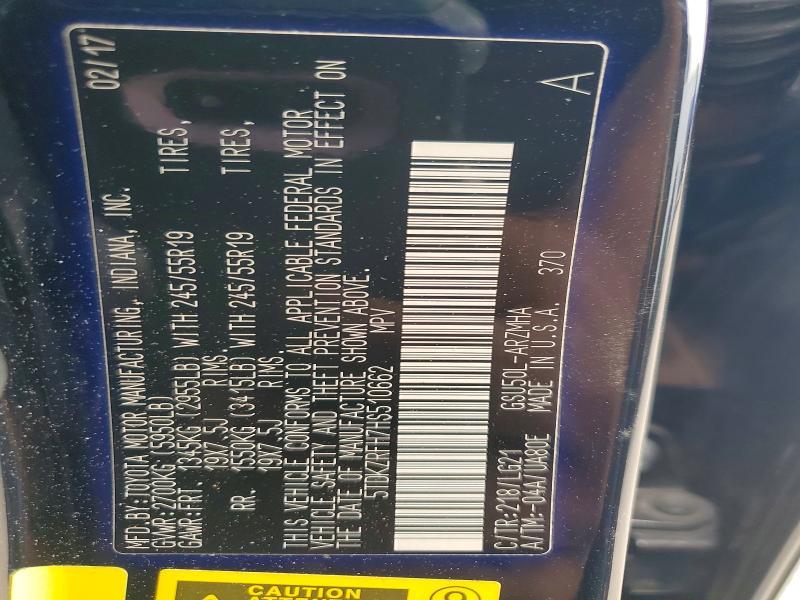 MFD.BY:TOYOTA MOTOR MANUFACTURING, INDIANA, INC. 02/17
GVWR:2700KG (5950LB)
GAWR:FRT. 1345KG (2955LB) WITH 245/55R19 TIRES,
19X7.5J RIMS.
RR. 1550KG (3415LB) WITH 245/55R19 TIRES,
19X7.5J RIMS.
THIS VEHICLE CONFORMS TO ALL APPLICABLE FEDERAL MOTOR
VEHICLE SAFETY AND THEFT PREVENTION STANDARDS IN EFFECT ON
THE DATE OF MANUFACTURE SHOWN ABOVE.
5TDKZRFH7HS510662 MPV
C/TR:218/LG21 GSU50L-ARZMHA
A/TM:-04A/UA80E MADE IN U.S.A. 370 A
CAUTION